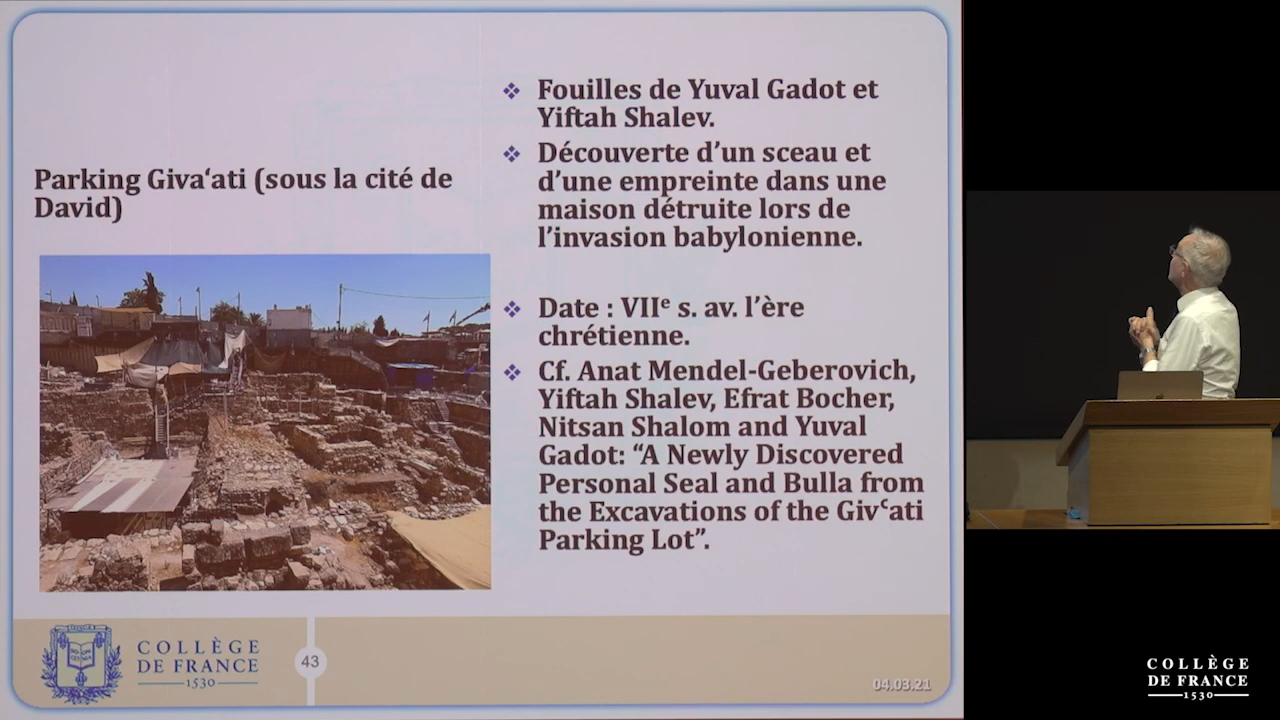 Parking Giva‘ati (sous la cité de
David)
Fouilles de Yuval Gadot et
Yiftah Shalev.
Découverte d’un sceau et
d’une empreinte dans une
maison détruite lors de
l’invasion babylonienne.
Date : VIIᵉ s. av. l’ère
chrétienne.
Cf. Anat Mendel-Geberovich,
Yiftah Shalev, Efrat Bocher,
Nitsan Shalom and Yuval
Gadot: “A Newly Discovered
Personal Seal and Bulla from
the Excavations of the Givʿati
Parking Lot”.
COLLÈGE
DE FRANCE
1530
43
04.03.21
COLLÈGE
DE FRANCE
1530